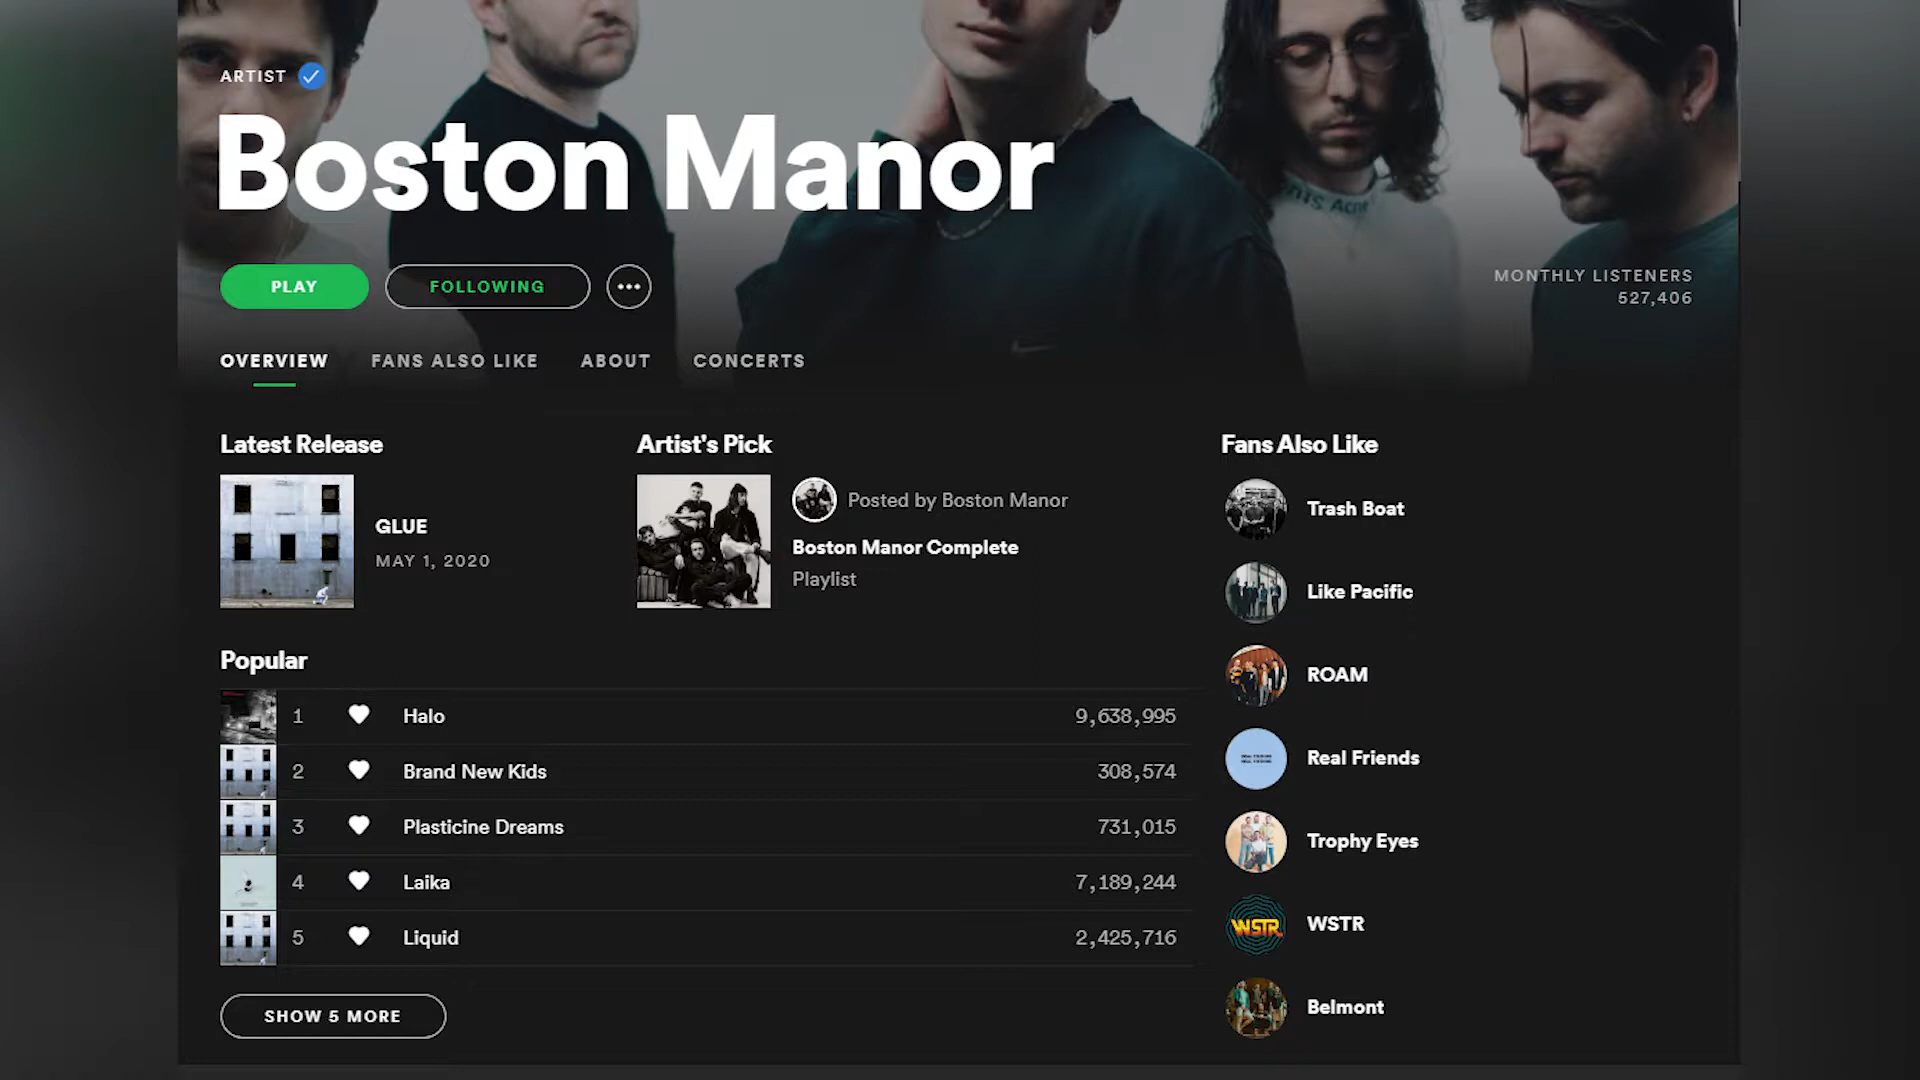 ARTIST
Boston Manor
PLAY
FOLLOWING
MONTHLY LISTENERS
527,406
OVERVIEW
FANS ALSO LIKE
ABOUT
CONCERTS
Latest Release
GLUE
MAY 1, 2020
Artist's Pick
Posted by Boston Manor
Boston Manor Complete
Playlist
Popular
1 Halo 9,638,995
2 Brand New Kids 308,574
3 Plasticine Dreams 731,015
4 Laika 7,189,244
5 Liquid 2,425,716
SHOW 5 MORE
Fans Also Like
Trash Boat
Like Pacific
ROAM
Real Friends
Trophy Eyes
WSTR
WSTR
Belmont